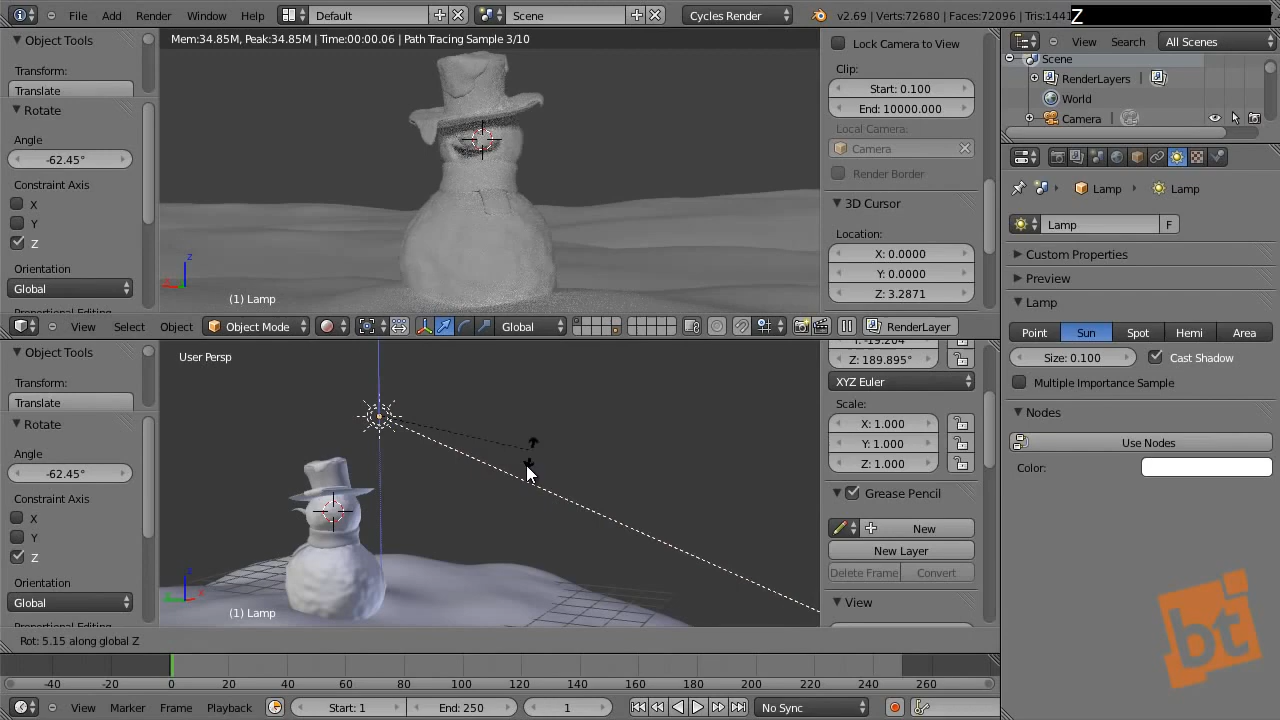 File Add Render Window Help Default Scene Cycles Render v2.69 | Verts:72680 | Faces:72096 | Tris:1441 Z
Mem:34.85M, Peak:34.85M | Time:00:00.06 | Path Tracing Sample 3/10
Object Tools
Transform:
Translate
Rotate
Angle
-62.45°
Constraint Axis
X
Y
Z
Orientation
Global
(1) Lamp
Lock Camera to View
Clip:
Start: 0.100
End: 10000.000
Local Camera:
Camera
Render Border
3D Cursor
Location:
X: 0.0000
Y: 0.0000
Z: 3.2871
View Select Object Object Mode Global RenderLayer
Object Tools
Transform:
Translate
Rotate
Angle
-62.45°
Constraint Axis
X
Y
Z
Orientation
Global
User Persp
(1) Lamp
Y: -19.204°
Z: 189.895°
XYZ Euler
Scale:
X: 1.000
Y: 1.000
Z: 1.000
Grease Pencil
New
New Layer
Delete Frame Convert
View
Rot: 5.15 along global Z
-40 -20 0 20 40 60 80 100 120 140 160 180 200 220 240 260
View Marker Frame Playback Start: 1 End: 250 1 No Sync
View Search All Scenes
Scene
RenderLayers |
World
Camera |
Lamp Lamp
Lamp F
Custom Properties
Preview
Lamp
Point Sun Spot Hemi Area
Size: 0.100 Cast Shadow
Multiple Importance Sample
Nodes
Use Nodes
Color:
bt